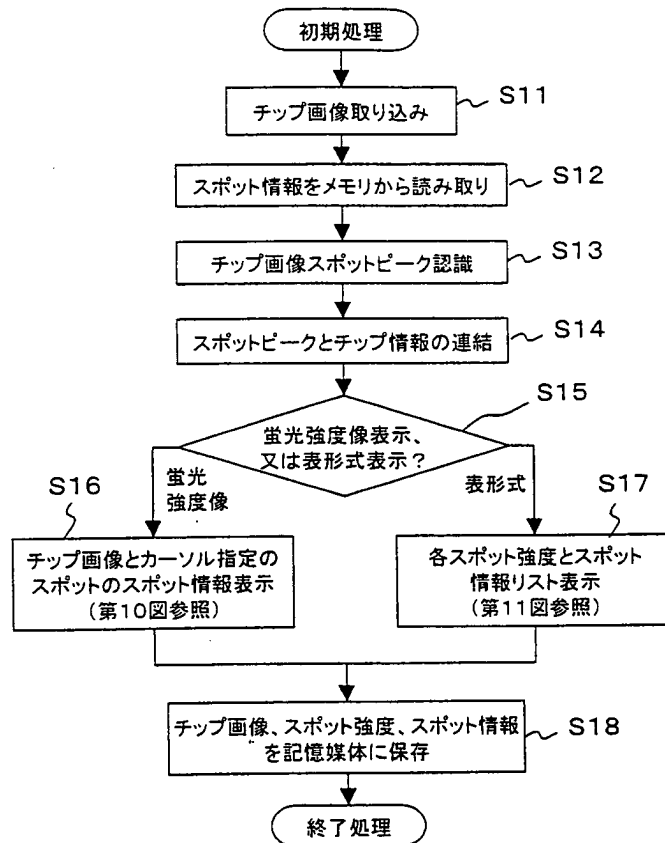 初期処理
チップ画像取り込み
S11
スポット情報をメモリから読み取り
S12
チップ画像スポットピーク認識
S13
スポットピークとチップ情報の連結
S14
S15
蛍光強度像表示、
又は表形式表示？
蛍光
強度像
表形式
S16
チップ画像とカーソル指定の
スポットのスポット情報表示
(第10図参照)
S17
各スポット強度とスポット
情報リスト表示
(第11図参照)
チップ画像、スポット強度、スポット情報
を記憶媒体に保存
S18
終了処理